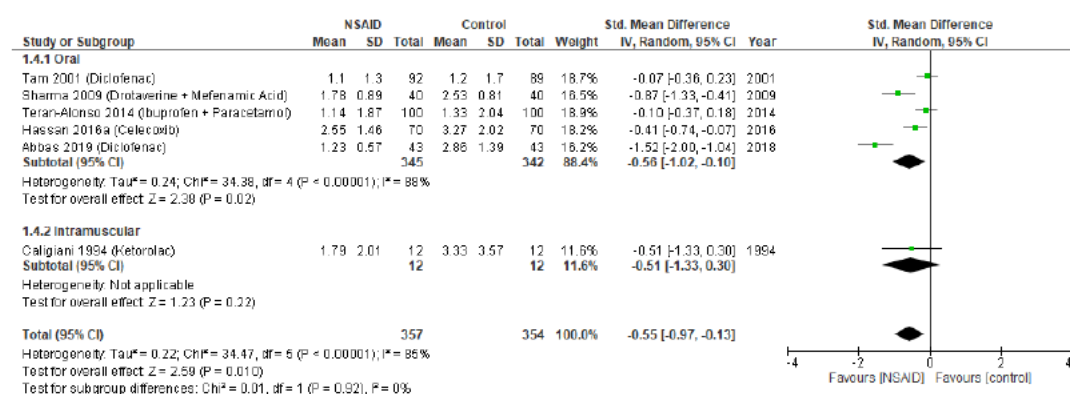 NSAID Control Std. Mean Difference Std. Mean Difference
Study or Subgroup Mean SD Total Mean SD Total Weight IV, Random, 95% CI Year IV, Random, 95% CI
1.4.1 Oral
Tam 2001 (Diclofenac) 1.1 1.3 92 1.2 1.7 89 18.7% -0.07 [-0.36, 0.23] 2001
Sharma 2009 (Drotaverine + Mefenamic Acid) 1.78 0.89 40 2.53 0.81 40 16.5% -0.87 [-1.33, -0.41] 2009
Teran-Alonso 2014 (Ibuprofen + Paracetamol) 1.14 1.87 100 1.33 2.04 100 18.9% -0.10 [-0.37, 0.18] 2014
Hassan 2016a (Celecoxib) 2.55 1.46 70 3.27 2.02 70 18.2% -0.41 [-0.74, -0.07] 2016
Abbas 2019 (Diclofenac) 1.23 0.57 43 2.86 1.39 43 16.2% -1.52 [-2.00, -1.04] 2018
Subtotal (95% CI) 345 342 88.4% -0.56 [-1.02, -0.10]
Heterogeneity: Tau² = 0.24; Chi² = 34.38, df = 4 (P < 0.00001); I² = 88%
Test for overall effect: Z = 2.38 (P = 0.02)
1.4.2 Intramuscular
Caligiani 1994 (Ketorolac) 1.79 2.01 12 3.33 3.57 12 11.6% -0.51 [-1.33, 0.30] 1994
Subtotal (95% CI) 12 12 11.6% -0.51 [-1.33, 0.30]
Heterogeneity: Not applicable
Test for overall effect: Z = 1.23 (P = 0.22)
Total (95% CI) 357 354 100.0% -0.55 [-0.97, -0.13]
Heterogeneity: Tau² = 0.22; Chi² = 34.47, df = 5 (P < 0.00001); I² = 85%
Test for overall effect: Z = 2.59 (P = 0.010)
Test for subgroup differences: Chi² = 0.01, df = 1 (P = 0.92), I² = 0%
-4 -2 0 2 4
Favours [NSAID] Favours [control]